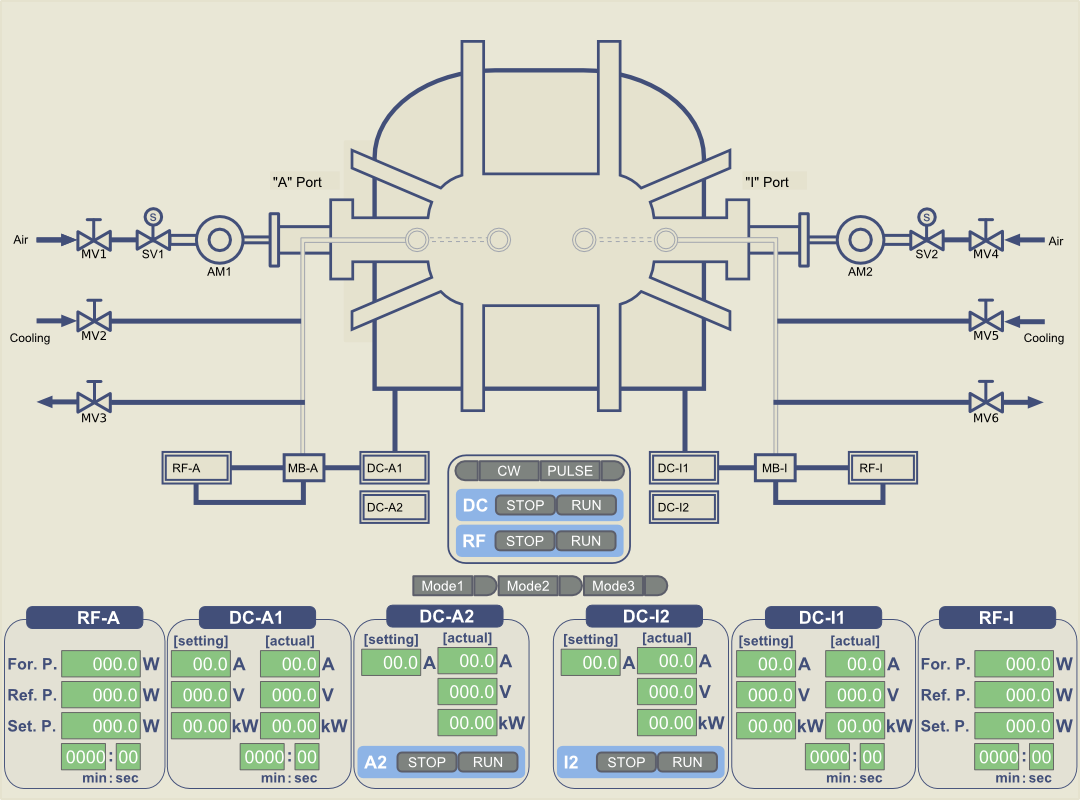 "A" Port
"I" Port
S
S
Air
MV1
SV1
AM1
AM2
SV2
MV4
Air
Cooling
MV2
MV5
Cooling
MV3
MV6
RF-A
MB-A
DC-A1
DC-A2
CW
PULSE
DC
STOP
RUN
RF
STOP
RUN
DC-I1
MB-I
RF-I
DC-I2
Mode1
Mode2
Mode3
RF-A
For. P. 000.0 W
Ref. P. 000.0 W
Set. P. 000.0 W
0000 : 00
min : sec
DC-A1
[setting] [actual]
00.0 A 00.0 A
000.0 V 000.0 V
00.00 kW 00.00 kW
0000 : 00
min : sec
DC-A2
[setting] [actual]
00.0 A 00.0 A
000.0 V
00.00 kW
A2 STOP RUN
DC-I2
[setting] [actual]
00.0 A 00.0 A
000.0 V
00.00 kW
I2 STOP RUN
DC-I1
[setting] [actual]
00.0 A 00.0 A
000.0 V 000.0 V
00.00 kW 00.00 kW
0000 : 00
min : sec
RF-I
For. P. 000.0 W
Ref. P. 000.0 W
Set. P. 000.0 W
0000 : 00
min : sec